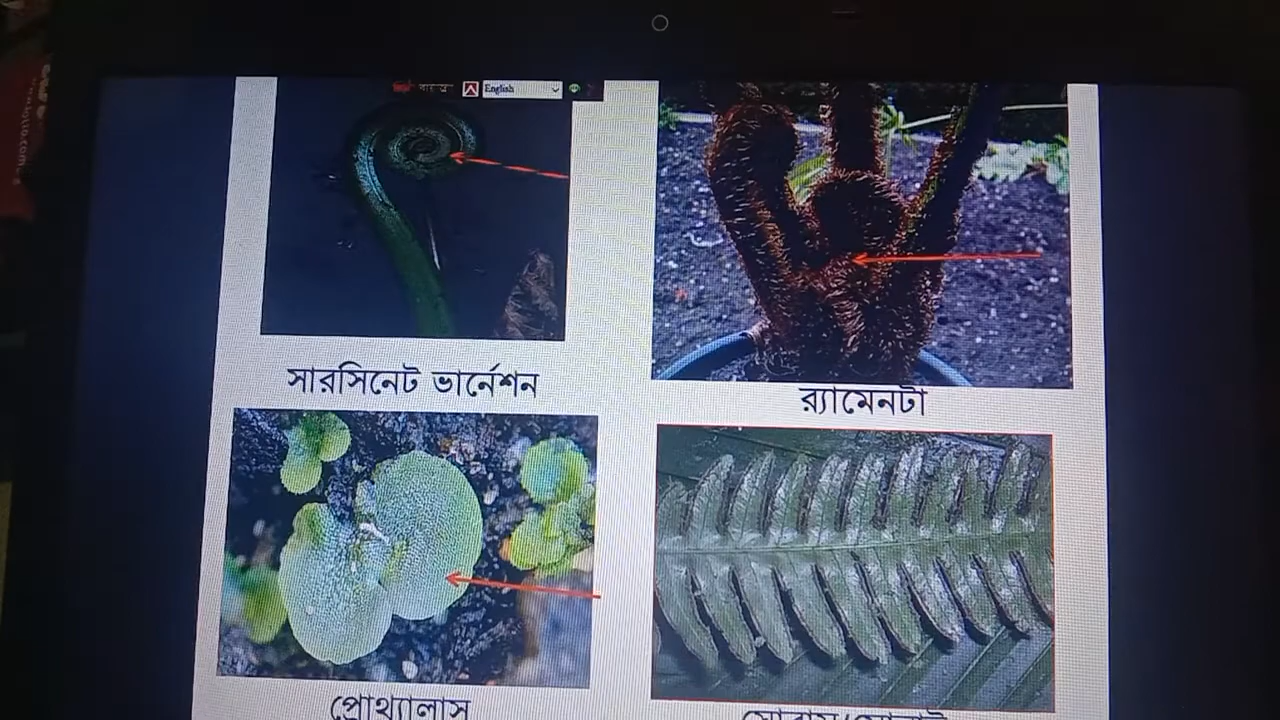 English
সারসিনেট ভার্নেশন
র‍্যামেনটা
প্রোথ্যালাস